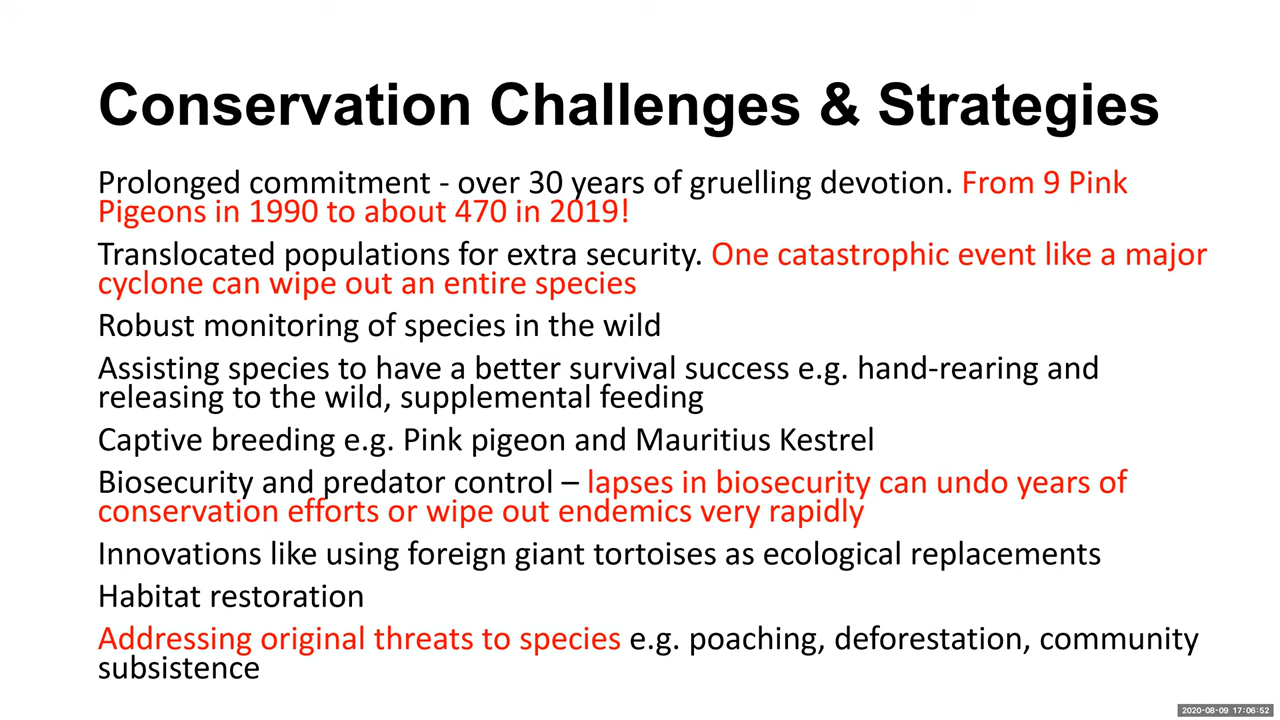 Conservation Challenges & Strategies
Prolonged commitment - over 30 years of gruelling devotion. From 9 Pink
Pigeons in 1990 to about 470 in 2019!
Translocated populations for extra security. One catastrophic event like a major
cyclone can wipe out an entire species
Robust monitoring of species in the wild
Assisting species to have a better survival success e.g. hand-rearing and
releasing to the wild, supplemental feeding
Captive breeding e.g. Pink pigeon and Mauritius Kestrel
Biosecurity and predator control – lapses in biosecurity can undo years of
conservation efforts or wipe out endemics very rapidly
Innovations like using foreign giant tortoises as ecological replacements
Habitat restoration
Addressing original threats to species e.g. poaching, deforestation, community
subsistence
2020-08-09 17:06:52